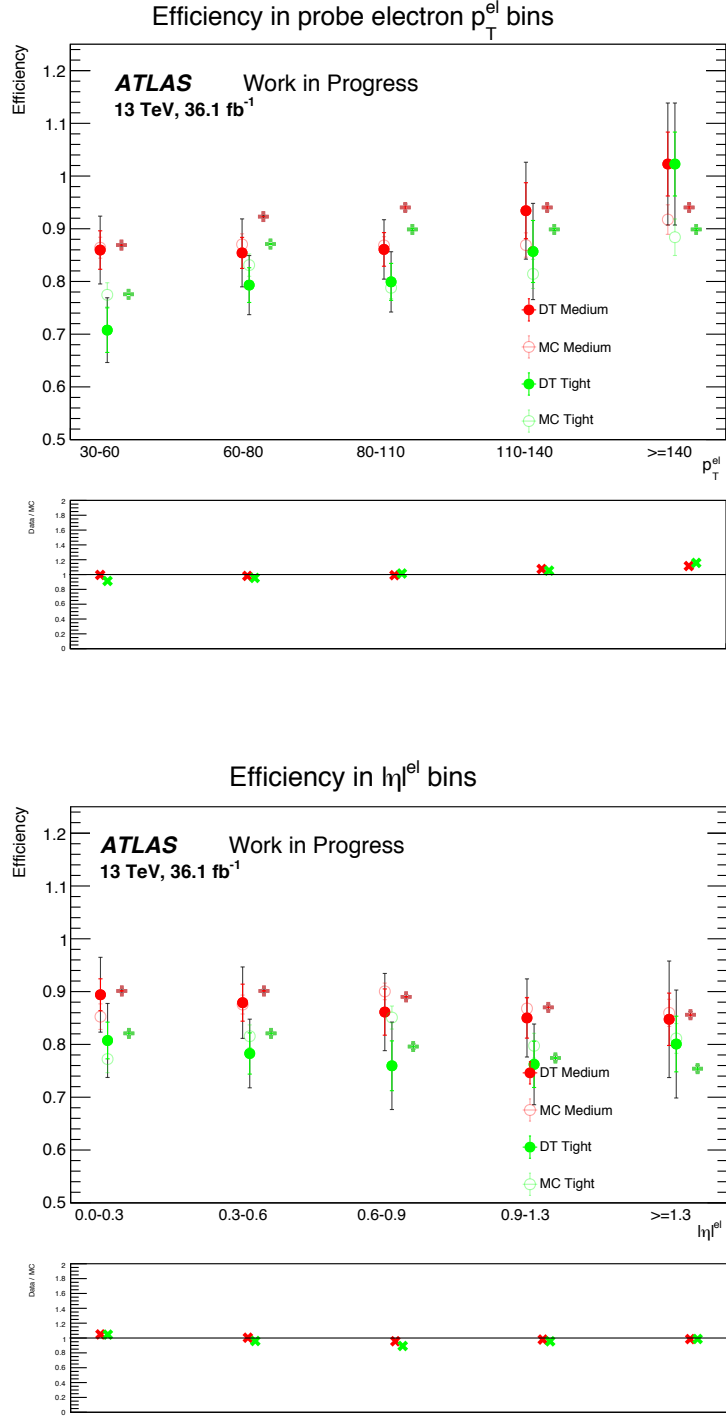 Efficiency in probe electron p_T^el bins
Efficiency
ATLAS Work in Progress
13 TeV, 36.1 fb⁻¹
1.2
1.1
1
0.9
0.8
0.7
0.6
0.5
DT Medium
MC Medium
DT Tight
MC Tight
30-60 60-80 80-110 110-140 >=140
p_T^el
Data / MC
2
1.8
1.6
1.4
1.2
1
0.8
0.6
0.4
0.2
0
Efficiency in |η|^el bins
Efficiency
ATLAS Work in Progress
13 TeV, 36.1 fb⁻¹
1.2
1.1
1
0.9
0.8
0.7
0.6
0.5
DT Medium
MC Medium
DT Tight
MC Tight
0.0-0.3 0.3-0.6 0.6-0.9 0.9-1.3 >=1.3
|η|^el
Data / MC
2
1.8
1.6
1.4
1.2
1
0.8
0.6
0.4
0.2
0